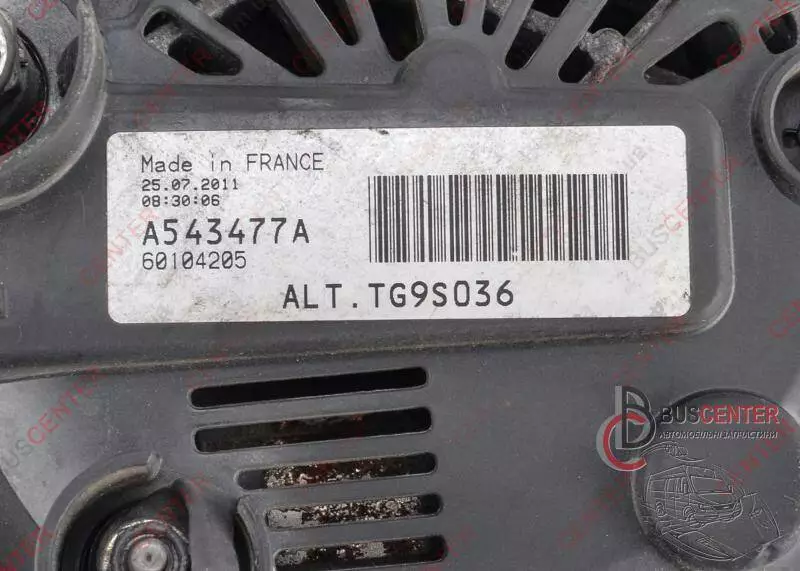 Made in FRANCE
25.07.2011
08:30:06
A543477A
60104205
ALT.TG9S036
BUSCENTER
АВТОМОБІЛЬНІ ЗАПЧАСТИНИ